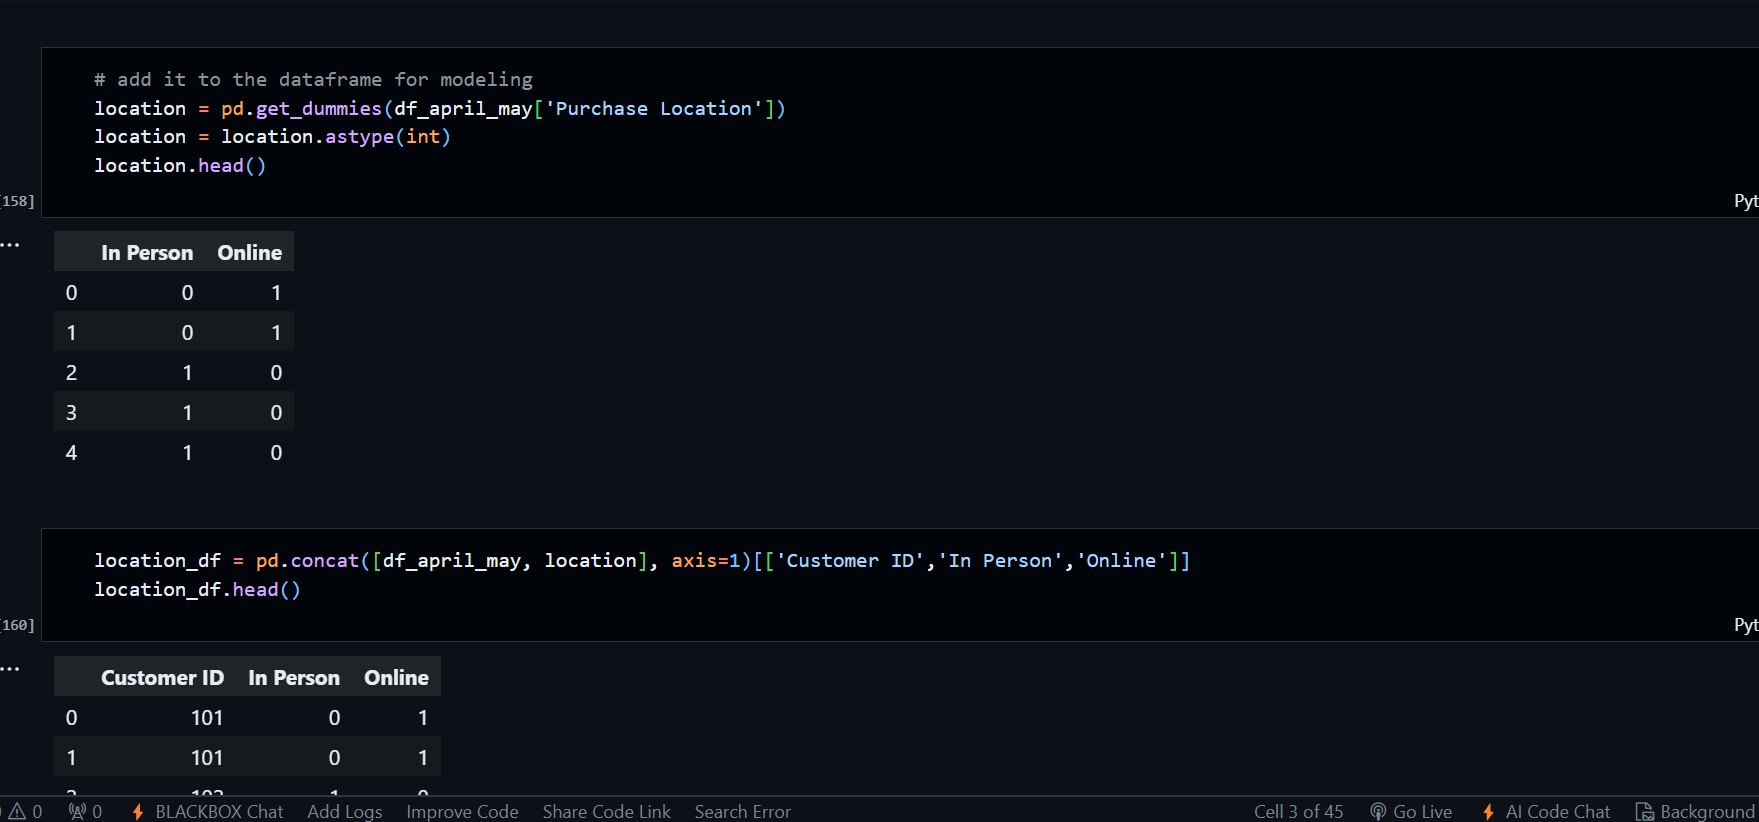 # add it to the dataframe for modeling
location = pd.get_dummies(df_april_may['Purchase Location'])
location = location.astype(int)
location.head()
[158]
Pyt
...
In Person Online
0 0 1
1 0 1
2 1 0
3 1 0
4 1 0
location_df = pd.concat([df_april_may, location], axis=1)[['Customer ID','In Person','Online']]
location_df.head()
[160]
Pyt
...
Customer ID In Person Online
0 101 0 1
1 101 0 1
0 0 BLACKBOX Chat Add Logs Improve Code Share Code Link Search Error Cell 3 of 45 Go Live AI Code Chat Background